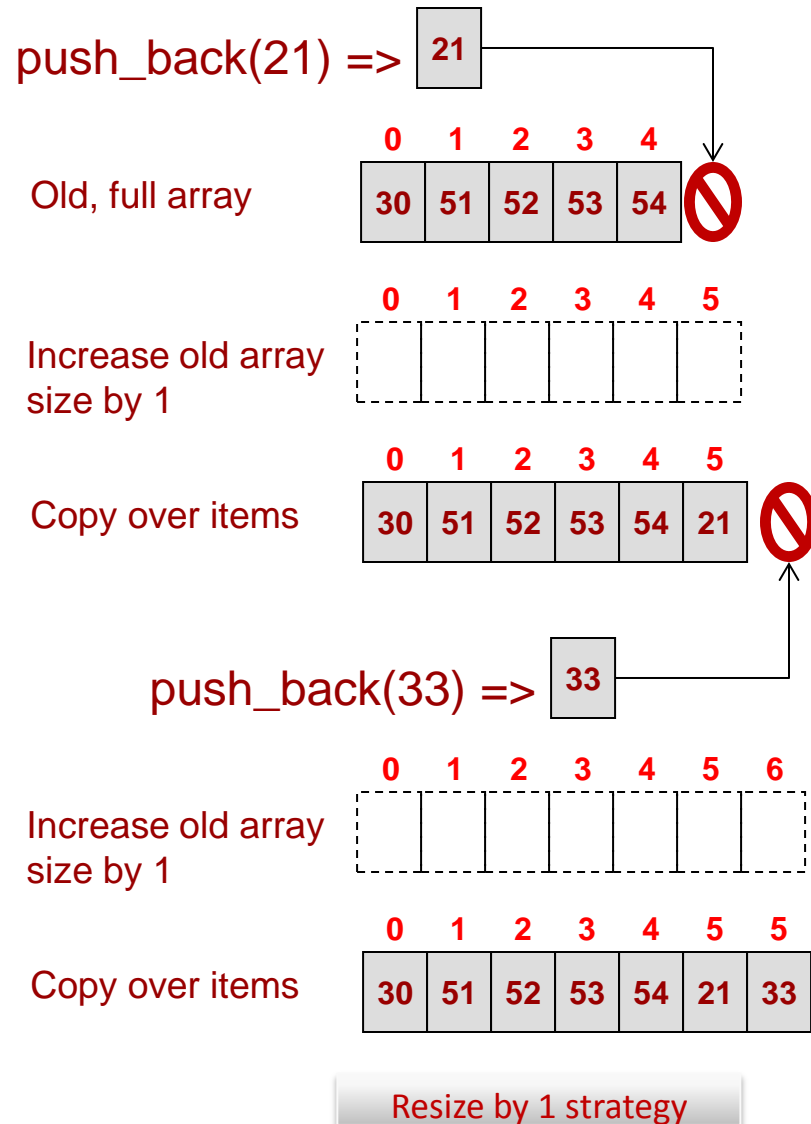 push_back(21) => 21
0 1 2 3 4
Old, full array
30 51 52 53 54
0 1 2 3 4 5
Increase old array
size by 1
0 1 2 3 4 5
Copy over items
30 51 52 53 54 21
push_back(33) => 33
0 1 2 3 4 5 6
Increase old array
size by 1
0 1 2 3 4 5 5
Copy over items
30 51 52 53 54 21 33
Resize by 1 strategy